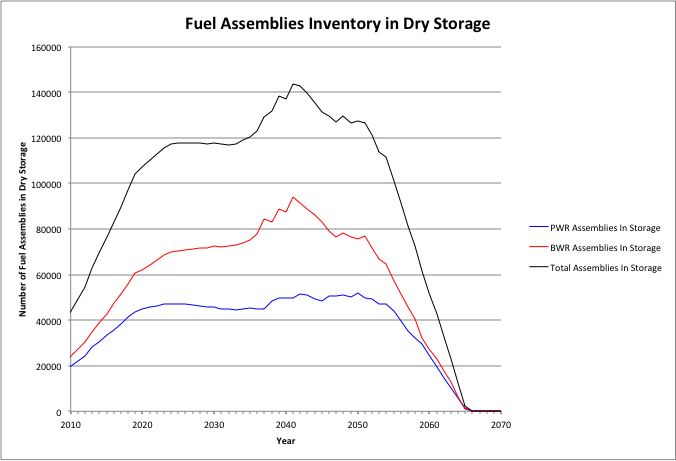 Fuel Assemblies Inventory in Dry Storage
160000
140000
120000
100000
80000
60000
40000
20000
0
Number of Fuel Assemblies in Dry Storage
2010 2020 2030 2040 2050 2060 2070
Year
PWR Assemblies In Storage
BWR Assemblies In Storage
Total Assemblies In Storage